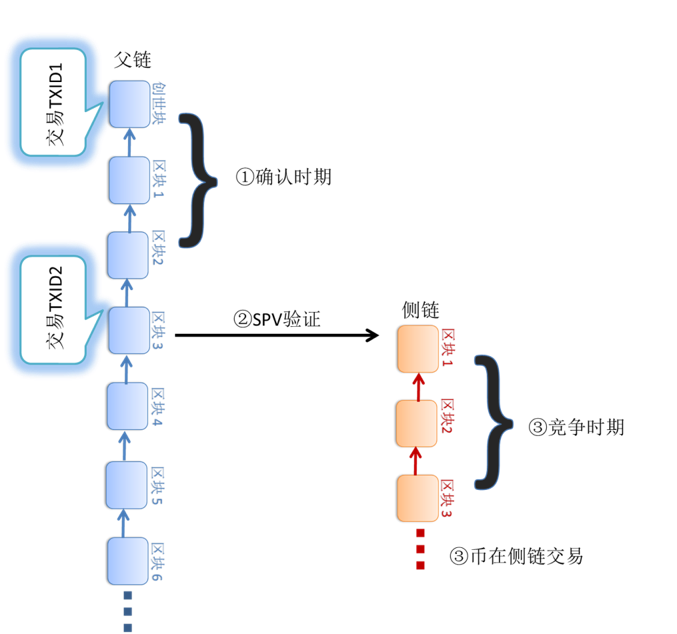 父链
交易TXID1
创世块
区块1
①确认时期
区块2
交易TXID2
区块3
②SPV验证
侧链
区块1
区块4
区块2
③竞争时期
区块5
区块3
区块6
③币在侧链交易